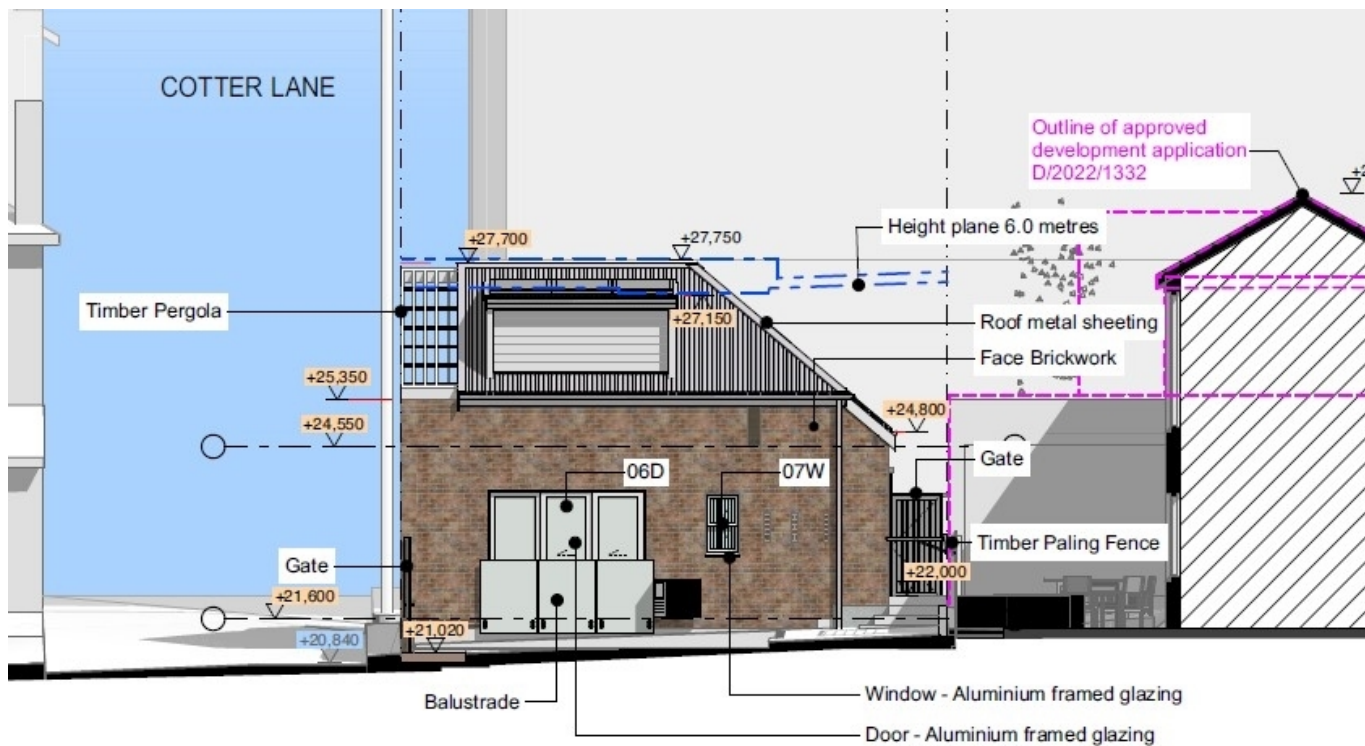 COTTER LANE
Outline of approved
development application
D/2022/1332
Height plane 6.0 metres
+27,700
+27,750
Timber Pergola
+27,150
Roof metal sheeting
Face Brickwork
+25,350
+24,550
+24,800
06D
07W
Gate
Gate
Timber Paling Fence
+22,000
+21,600
+20,840
+21,020
Balustrade
Window - Aluminium framed glazing
Door - Aluminium framed glazing